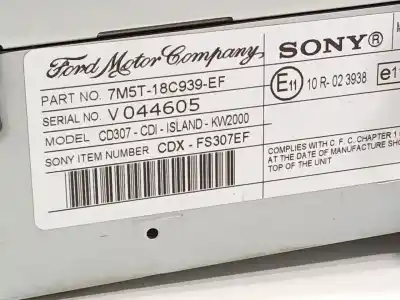 Ford Motor Company,
SONY®
PART NO. 7M5T-18C939-EF
SERIAL NO. V044605
MODEL CD307 - CDI - ISLAND - KW2000
SONY ITEM NUMBER CDX - FS307EF
E11 10 R- 02 3938
e11
COMPLIES WITH C. F. C. CHAPTER 1
AT THE DATE OF MANUFACTURE SHO
TOP OF THE UNIT